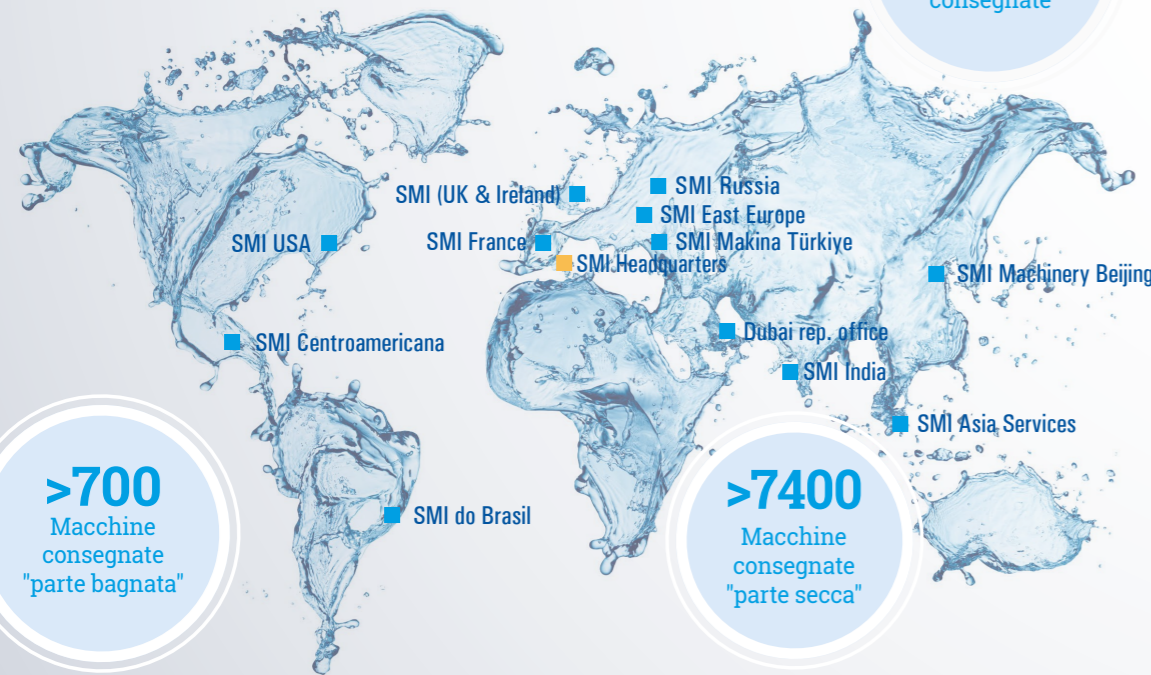 consegnate
SMI (UK & Ireland)
SMI Russia
SMI East Europe
SMI USA
SMI France
SMI Makina Türkiye
SMI Headquarters
SMI Machinery Beijing
Dubai rep. office
SMI Centroamericana
SMI India
SMI Asia Services
>700
Macchine
consegnate
"parte bagnata"
SMI do Brasil
>7400
Macchine
consegnate
"parte secca"